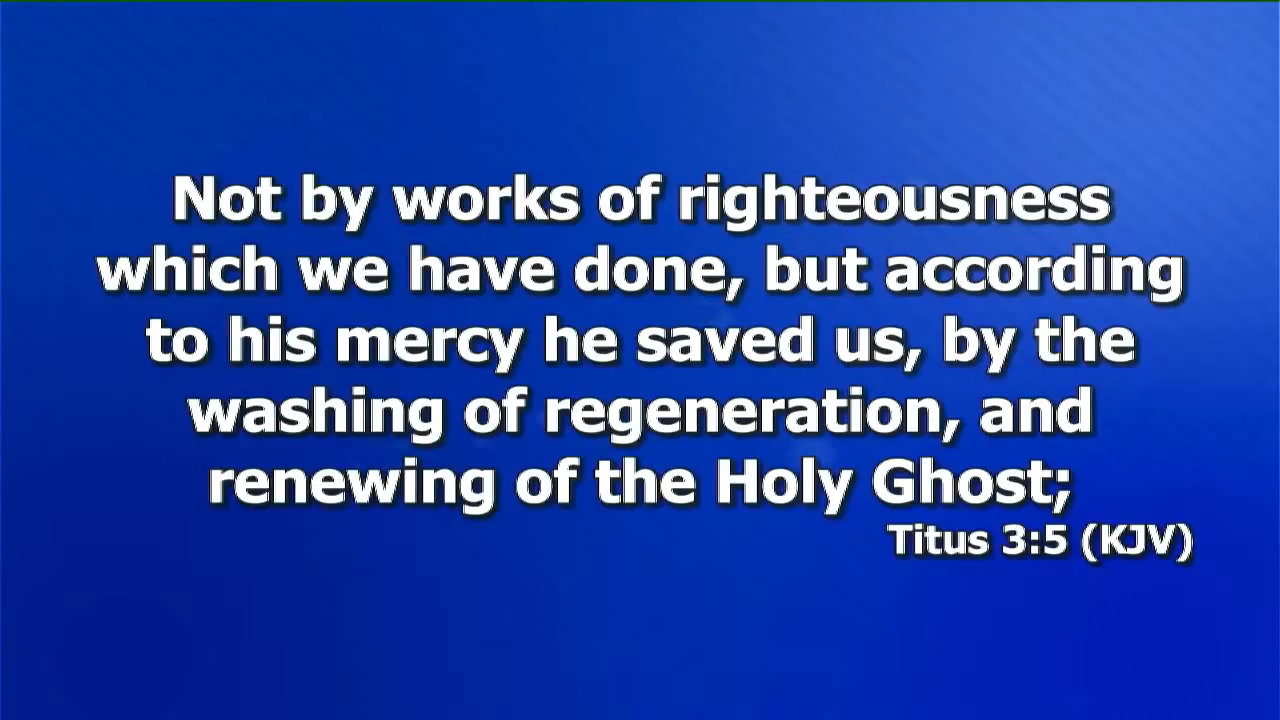 Not by works of righteousness
which we have done, but according
to his mercy he saved us, by the
washing of regeneration, and
renewing of the Holy Ghost;
Titus 3:5 (KJV)